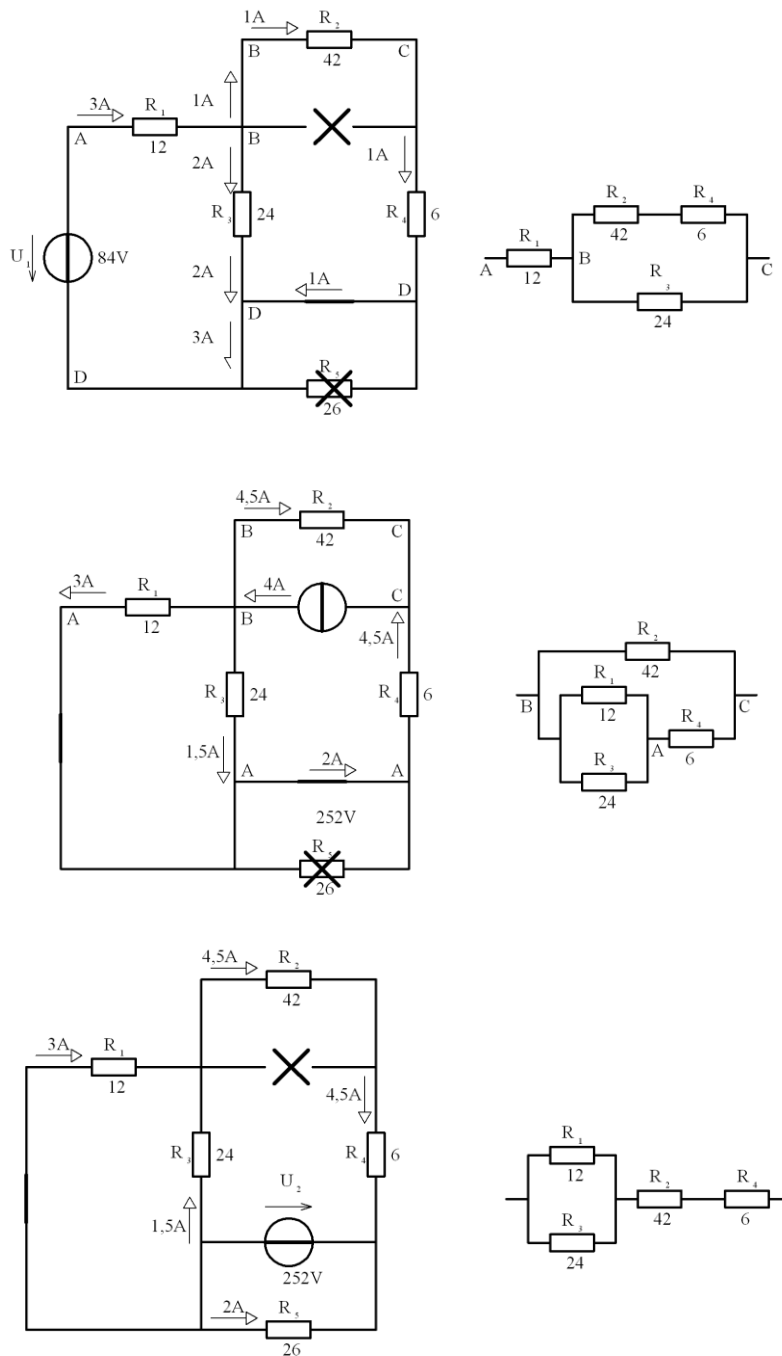 1A R₂
B 42 C
3A R₁ 1A
A 12 B 1A
2A
R₃ 24 R₄ 6
U₁ 84V
2A 1A
D D
3A
D R₅
26
R₂ R₄
R₁ 42 6
A 12 B C
R₃
24
4,5A R₂
B 42 C
3A R₁ 4A C
A 12 B
4,5A
R₃ 24 R₄ 6
1,5A A 2A A
252V
R₅
26
R₂
42
R₁
B 12 C
A R₄
R₃ 6
24
4,5A R₂
42
3A R₁
12 4,5A
R₃ 24 R₄ 6
U₂
1,5A
252V
2A R₅
26
R₁
12 R₂ R₄
R₃ 42 6
24